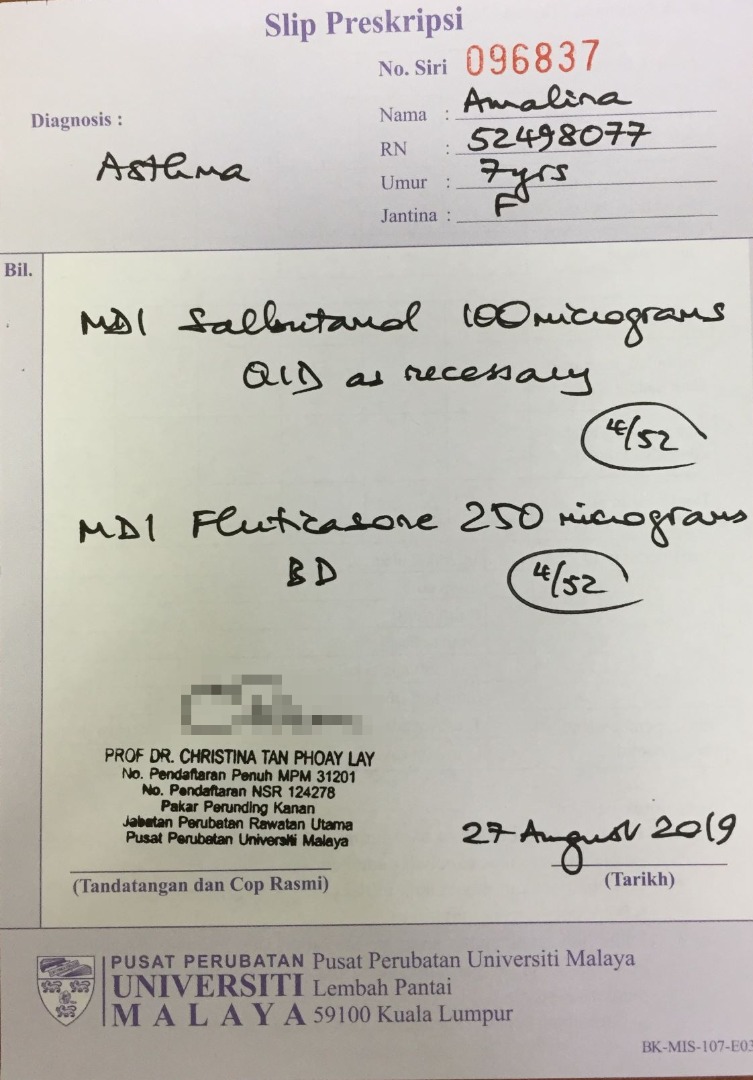 Slip Preskripsi
No. Siri 096837
Diagnosis :
Asthma
Nama : Amalina
RN : 52498077
Umur : 7yrs
Jantina : F
Bil.
MDI Salbutamol 100 micrograms
QID as necessary
4/52
MDI Fluticasone 250 micrograms
BD
4/52
PROF DR. CHRISTINA TAN PHOAY LAY
No. Pendaftaran Penuh MPM 31201
No. Pendaftaran NSR 124278
Pakar Perunding Kanan
Jabatan Perubatan Rawatan Utama
Pusat Perubatan Universiti Malaya
27 August 2019
(Tandatangan dan Cop Rasmi)
(Tarikh)
PUSAT PERUBATAN
UNIVERSITI
MALAYA
Pusat Perubatan Universiti Malaya
Lembah Pantai
59100 Kuala Lumpur
BK-MIS-107-E03